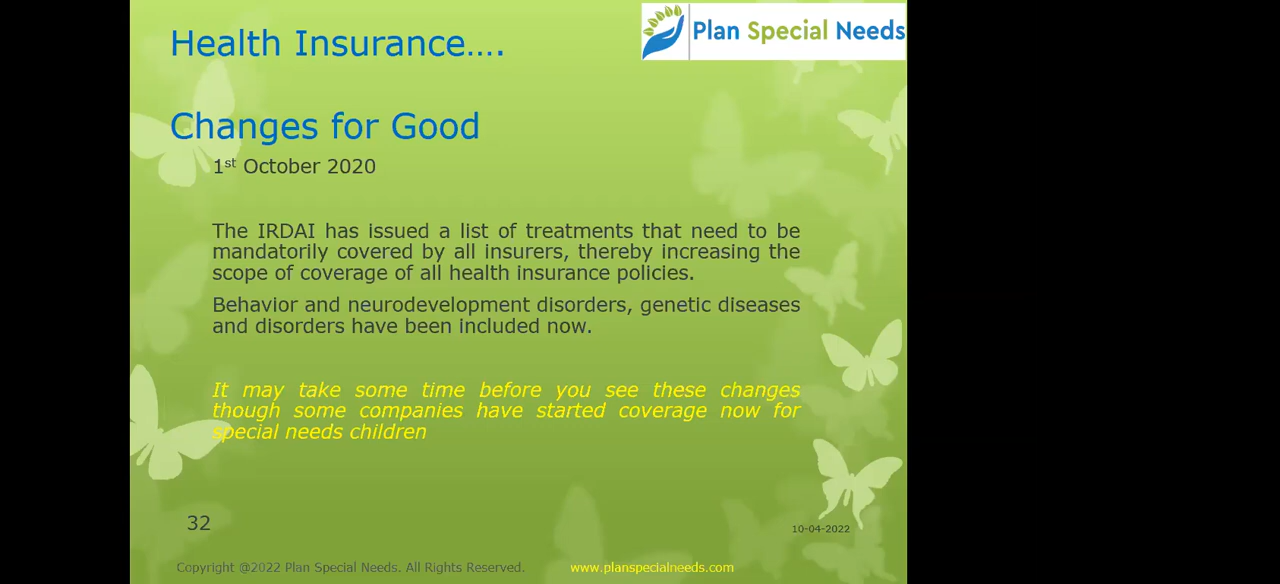 Health Insurance….
Plan Special Needs
Changes for Good
1st October 2020
The IRDAI has issued a list of treatments that need to be
mandatorily covered by all insurers, thereby increasing the
scope of coverage of all health insurance policies.
Behavior and neurodevelopment disorders, genetic diseases
and disorders have been included now.
It may take some time before you see these changes
though some companies have started coverage now for
special needs children
32
10-04-2022
Copyright @2022 Plan Special Needs. All Rights Reserved.
www.planspecialneeds.com